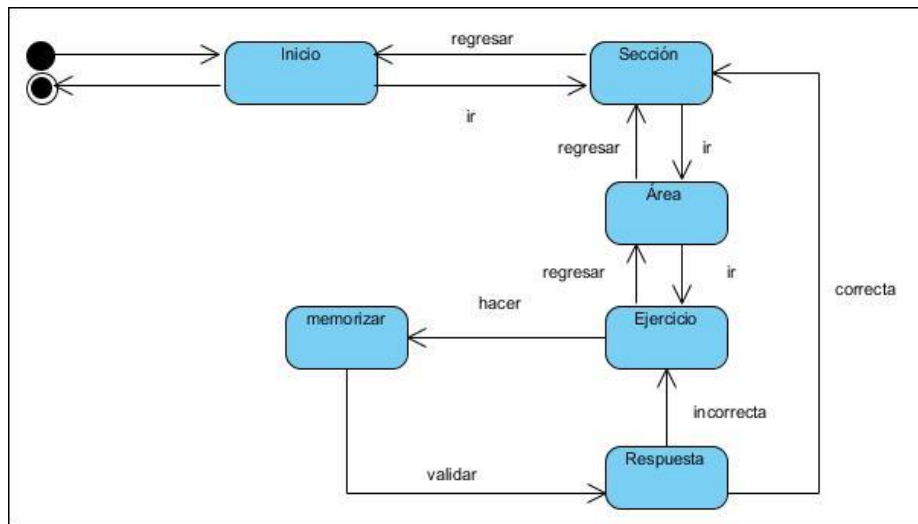 regresar
Inicio
Sección
ir
regresar
ir
Área
regresar
ir
correcta
hacer
memorizar
Ejercicio
incorrecta
Respuesta
validar